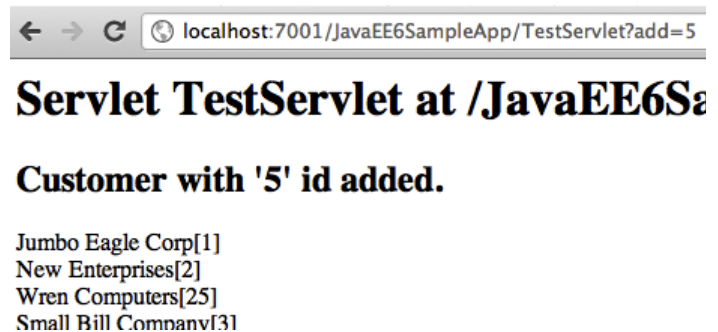 localhost:7001/JavaEE6SampleApp/TestServlet?add=5
Servlet TestServlet at /JavaEE6Sa
Customer with '5' id added.
Jumbo Eagle Corp[1]
New Enterprises[2]
Wren Computers[25]
Small Bill Company[3]